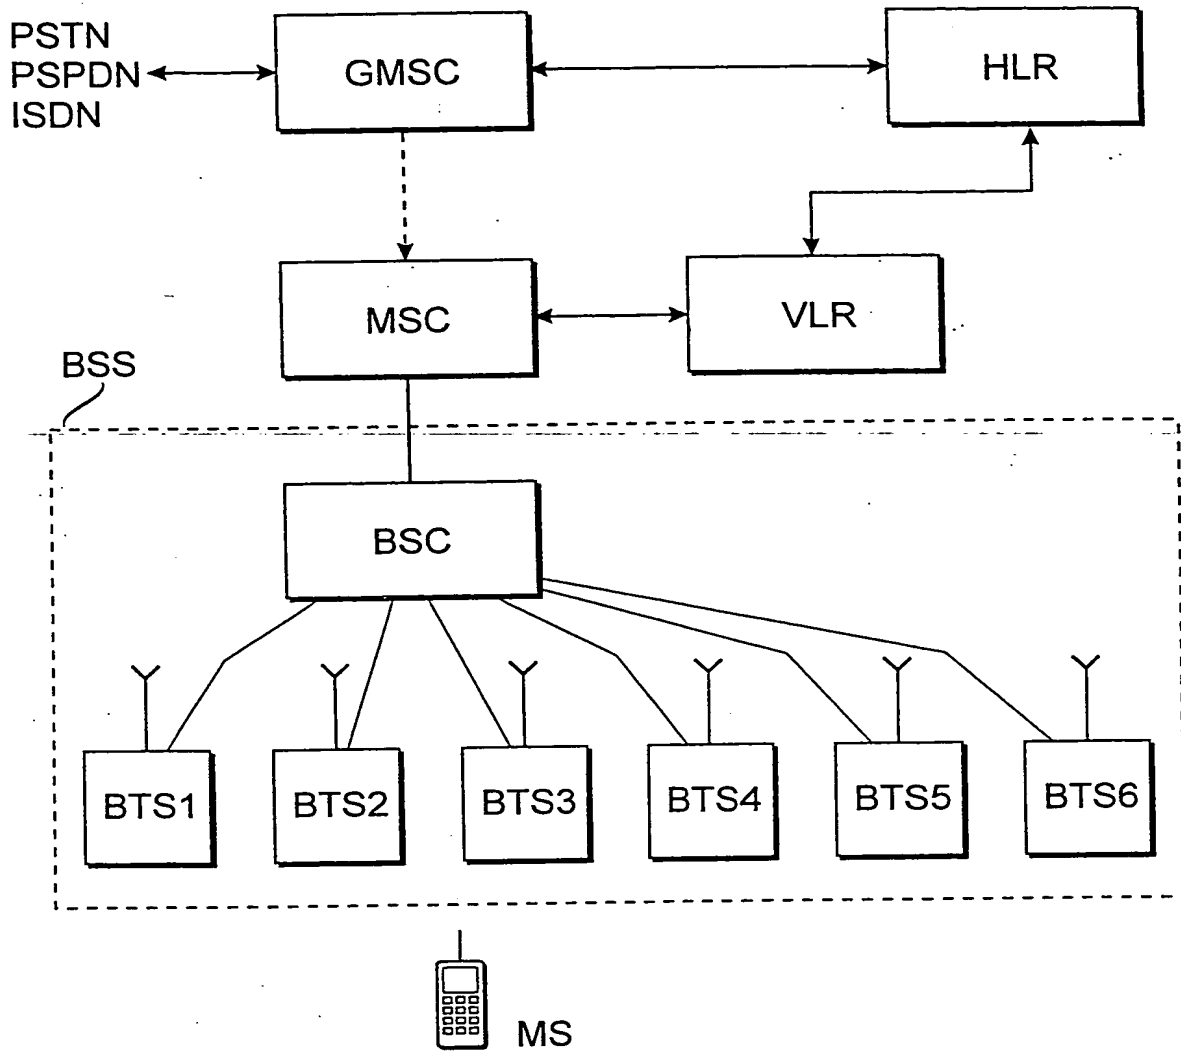 PSTN
PSPDN
ISDN
GMSC
HLR
MSC
VLR
BSS
BSC
BTS1
BTS2
BTS3
BTS4
BTS5
BTS6
MS